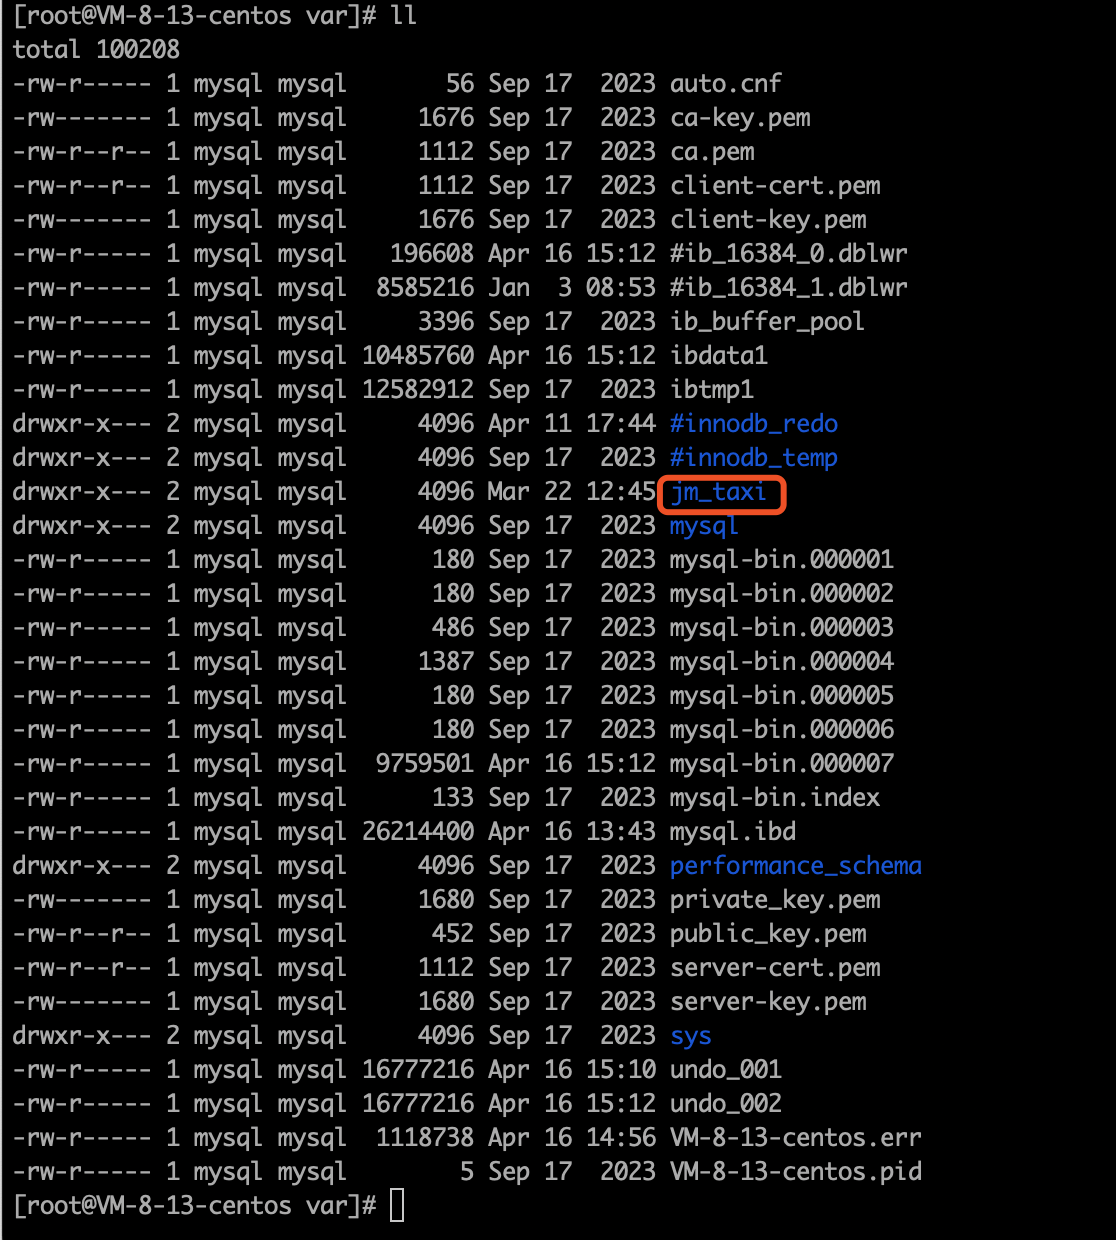 [root@VM-8-13-centos var]# ll
total 100208
-rw-r----- 1 mysql mysql       56 Sep 17  2023 auto.cnf
-rw------- 1 mysql mysql     1676 Sep 17  2023 ca-key.pem
-rw-r--r-- 1 mysql mysql     1112 Sep 17  2023 ca.pem
-rw-r--r-- 1 mysql mysql     1112 Sep 17  2023 client-cert.pem
-rw------- 1 mysql mysql     1676 Sep 17  2023 client-key.pem
-rw-r----- 1 mysql mysql   196608 Apr 16 15:12 #ib_16384_0.dblwr
-rw-r----- 1 mysql mysql  8585216 Jan  3 08:53 #ib_16384_1.dblwr
-rw-r----- 1 mysql mysql     3396 Sep 17  2023 ib_buffer_pool
-rw-r----- 1 mysql mysql 10485760 Apr 16 15:12 ibdata1
-rw-r----- 1 mysql mysql 12582912 Sep 17  2023 ibtmp1
drwxr-x--- 2 mysql mysql     4096 Apr 11 17:44 #innodb_redo
drwxr-x--- 2 mysql mysql     4096 Sep 17  2023 #innodb_temp
drwxr-x--- 2 mysql mysql     4096 Mar 22 12:45 jm_taxi
drwxr-x--- 2 mysql mysql     4096 Sep 17  2023 mysql
-rw-r----- 1 mysql mysql      180 Sep 17  2023 mysql-bin.000001
-rw-r----- 1 mysql mysql      180 Sep 17  2023 mysql-bin.000002
-rw-r----- 1 mysql mysql      486 Sep 17  2023 mysql-bin.000003
-rw-r----- 1 mysql mysql     1387 Sep 17  2023 mysql-bin.000004
-rw-r----- 1 mysql mysql      180 Sep 17  2023 mysql-bin.000005
-rw-r----- 1 mysql mysql      180 Sep 17  2023 mysql-bin.000006
-rw-r----- 1 mysql mysql  9759501 Apr 16 15:12 mysql-bin.000007
-rw-r----- 1 mysql mysql      133 Sep 17  2023 mysql-bin.index
-rw-r----- 1 mysql mysql 26214400 Apr 16 13:43 mysql.ibd
drwxr-x--- 2 mysql mysql     4096 Sep 17  2023 performance_schema
-rw------- 1 mysql mysql     1680 Sep 17  2023 private_key.pem
-rw-r--r-- 1 mysql mysql      452 Sep 17  2023 public_key.pem
-rw-r--r-- 1 mysql mysql     1112 Sep 17  2023 server-cert.pem
-rw------- 1 mysql mysql     1680 Sep 17  2023 server-key.pem
drwxr-x--- 2 mysql mysql     4096 Sep 17  2023 sys
-rw-r----- 1 mysql mysql 16777216 Apr 16 15:10 undo_001
-rw-r----- 1 mysql mysql 16777216 Apr 16 15:12 undo_002
-rw-r----- 1 mysql mysql  1118738 Apr 16 14:56 VM-8-13-centos.err
-rw-r----- 1 mysql mysql        5 Sep 17  2023 VM-8-13-centos.pid
[root@VM-8-13-centos var]#